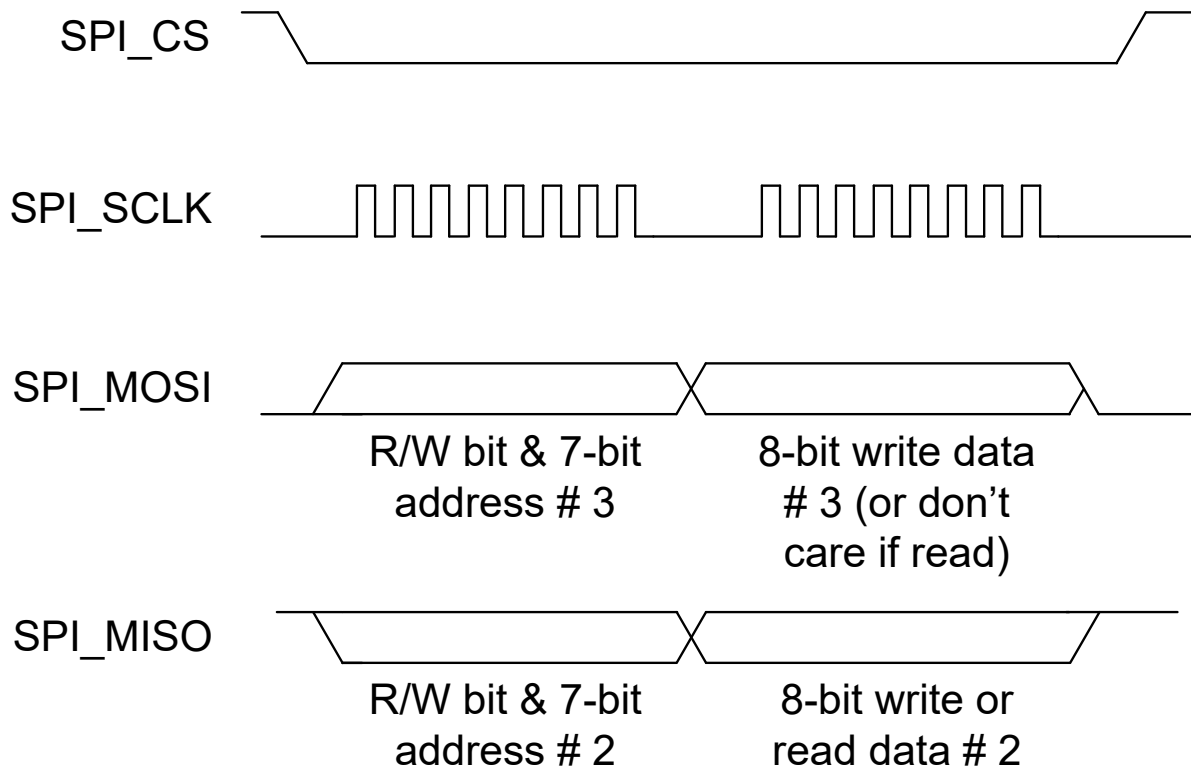 SPI_CS
SPI_SCLK
SPI_MOSI
R/W bit & 7-bit
address # 3
8-bit write data
# 3 (or don’t
care if read)
SPI_MISO
R/W bit & 7-bit
address # 2
8-bit write or
read data # 2